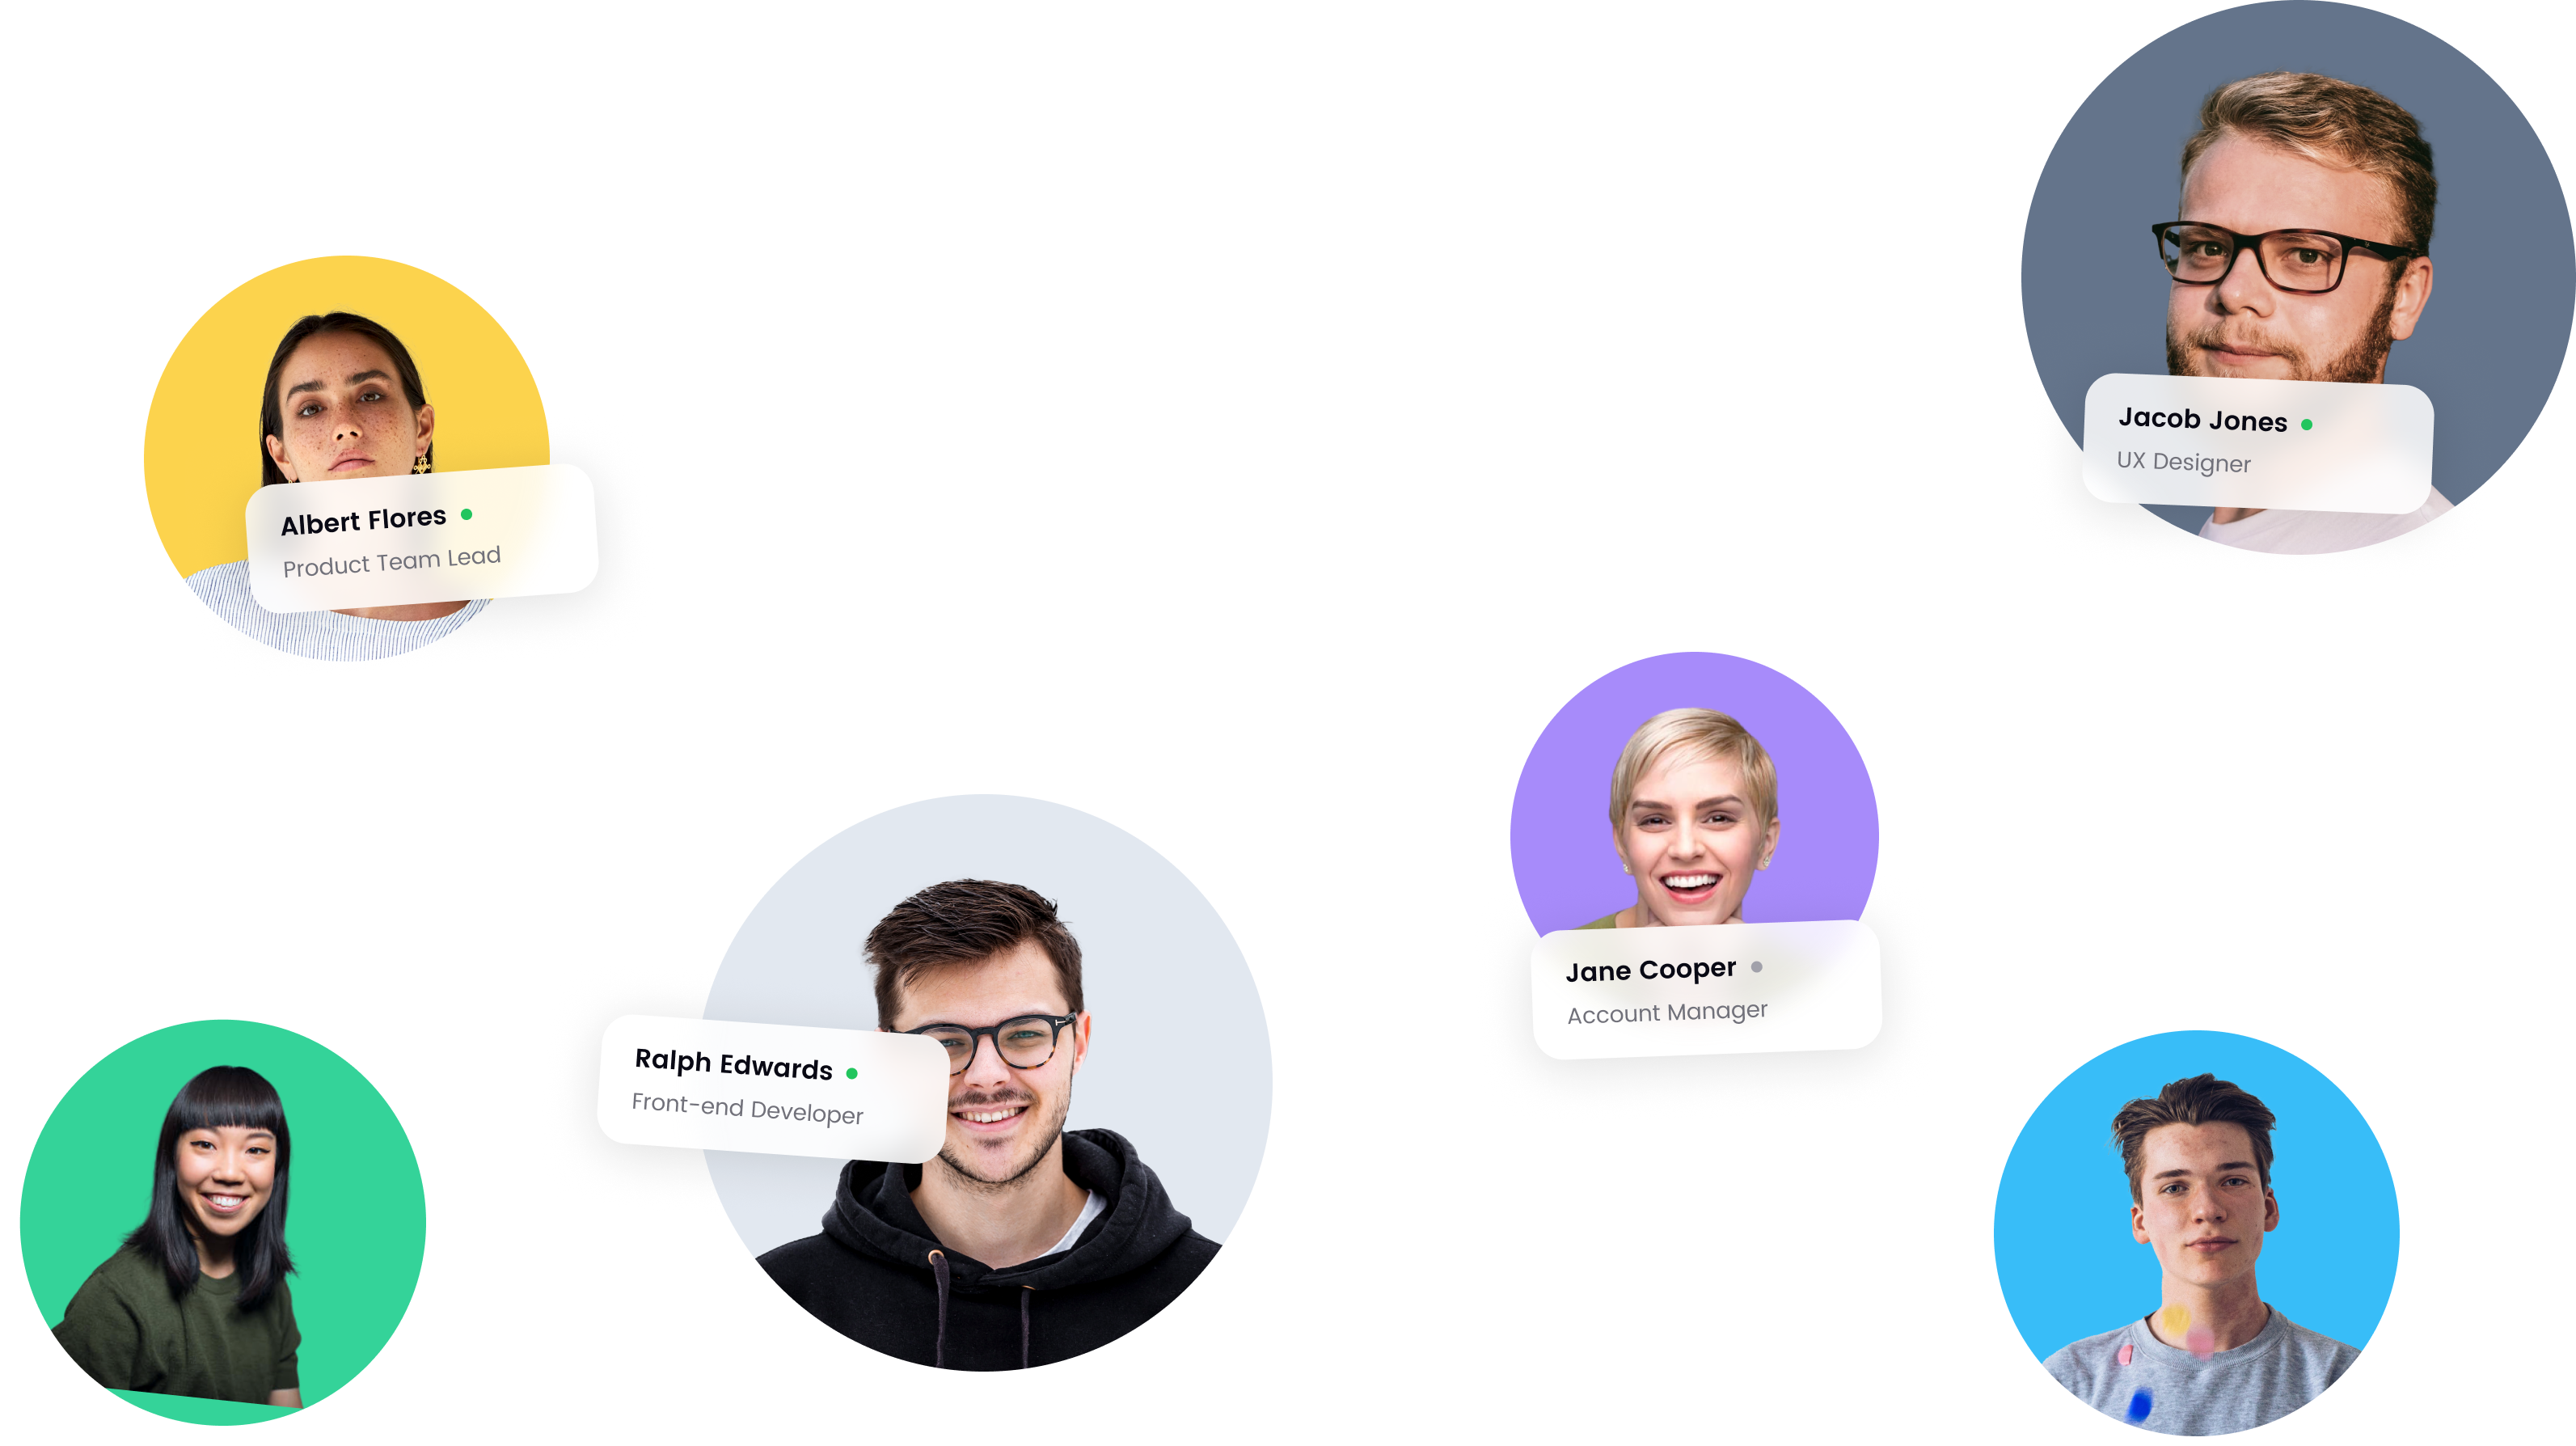 Jacob Jones
UX Designer
Albert Flores
Product Team Lead
Jane Cooper
Account Manager
Ralph Edwards
Front-end Developer